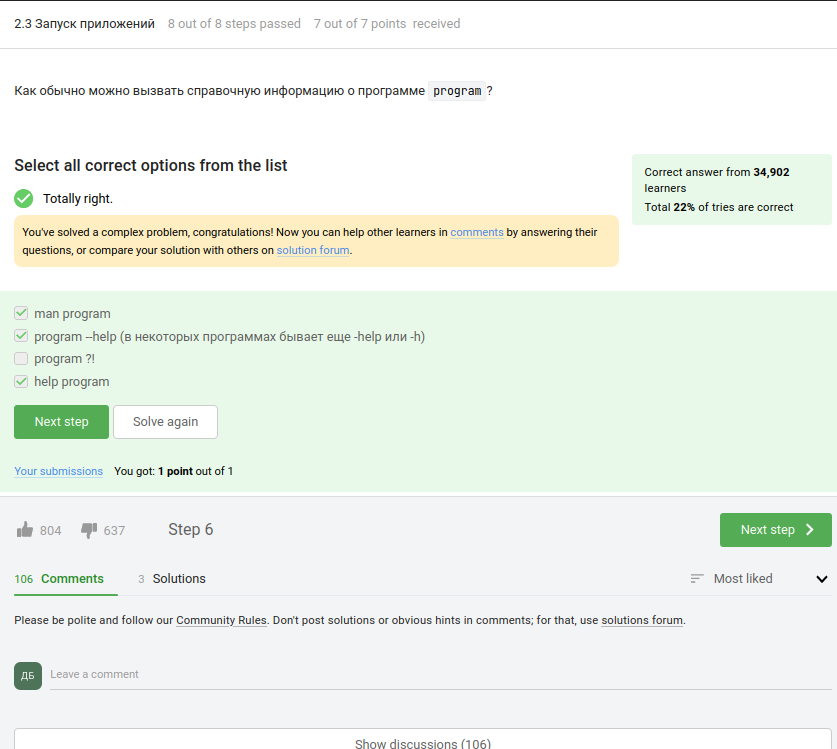 2.3 Запуск приложений 8 out of 8 steps passed 7 out of 7 points received
Как обычно можно вызвать справочную информацию о программе program ?
Select all correct options from the list
Totally right.
You've solved a complex problem, congratulations! Now you can help other learners in comments by answering their
questions, or compare your solution with others on solution forum.
Correct answer from 34,902
learners
Total 22% of tries are correct
man program
program --help (в некоторых программах бывает еще -help или -h)
program ?!
help program
Next step Solve again
Your submissions You got: 1 point out of 1
804 637 Step 6 Next step
106 Comments 3 Solutions Most liked
Please be polite and follow our Community Rules. Don't post solutions or obvious hints in comments; for that, use solutions forum.
ДБ Leave a comment
Show discussions (106)